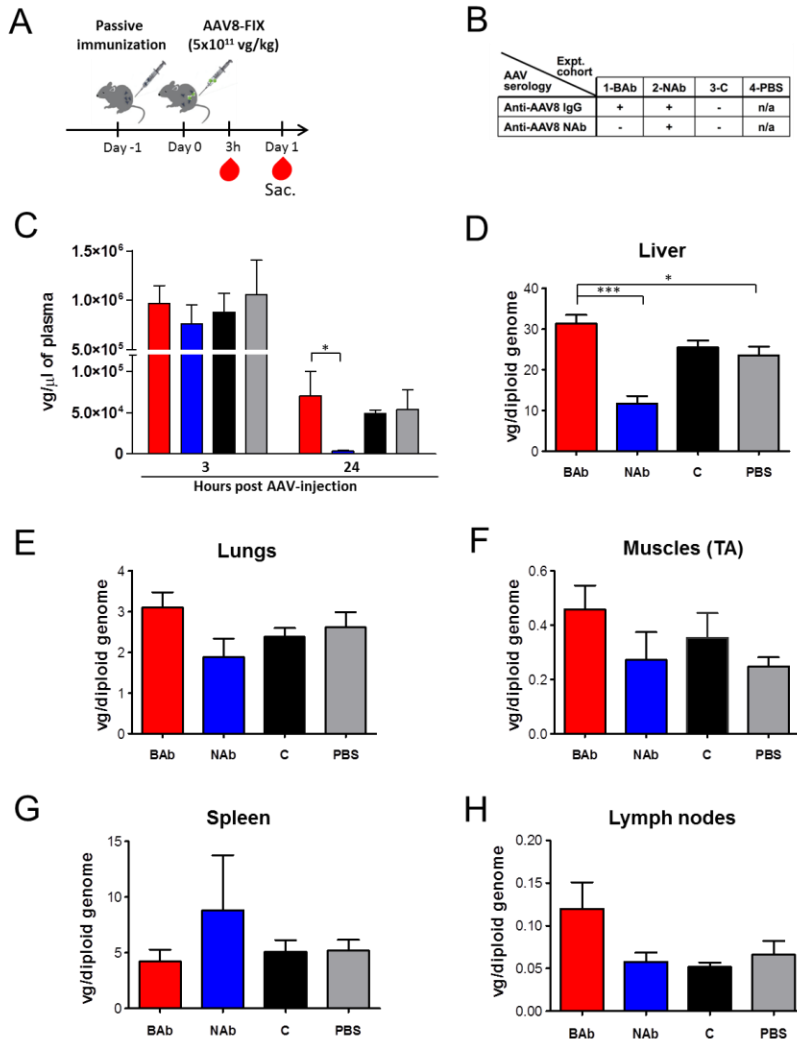 A
Passive
immunization
AAV8-FIX
(5x10¹¹ vg/kg)
Day -1
Day 0
3h
Day 1
Sac.
B
Expt.
cohort
AAV
serology
1-BAb 2-NAb 3-C 4-PBS
Anti-AAV8 IgG + + - n/a
Anti-AAV8 NAb - + - n/a
C
vg/µl of plasma
1.5×10⁶
1.0×10⁶
5.0×10⁵
1.0×10⁵
5.0×10⁴
0
*
3 24
Hours post AAV-injection
D
Liver
vg/diploid genome
40
30
20
10
0
*
***
BAb NAb C PBS
E
Lungs
vg/diploid genome
4
3
2
1
0
BAb NAb C PBS
F
Muscles (TA)
vg/diploid genome
0.6
0.4
0.2
0.0
BAb NAb C PBS
G
Spleen
vg/diploid genome
15
10
5
0
BAb NAb C PBS
H
Lymph nodes
vg/diploid genome
0.20
0.15
0.10
0.05
0.00
BAb NAb C PBS